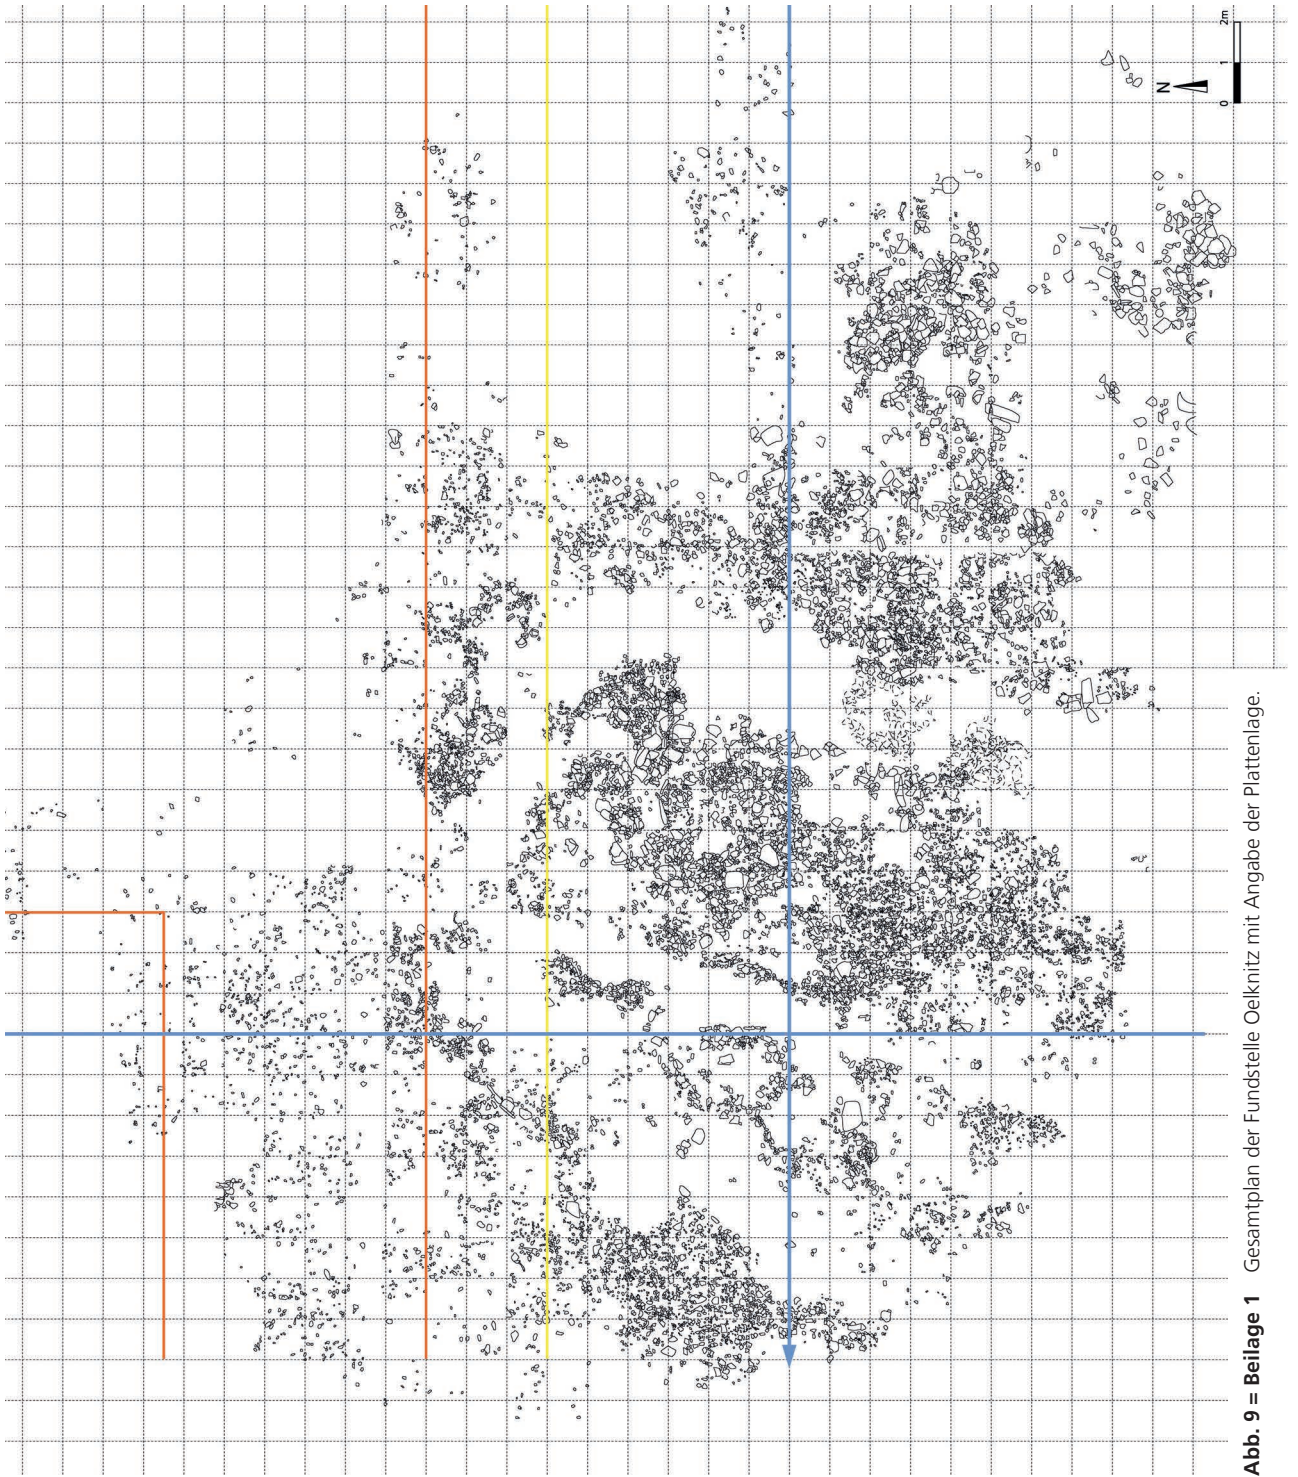 N
0 1 2m
Abb. 9 = Beilage 1 Gesamtplan der Fundstelle Oelknitz mit Angabe der Plattenlage.